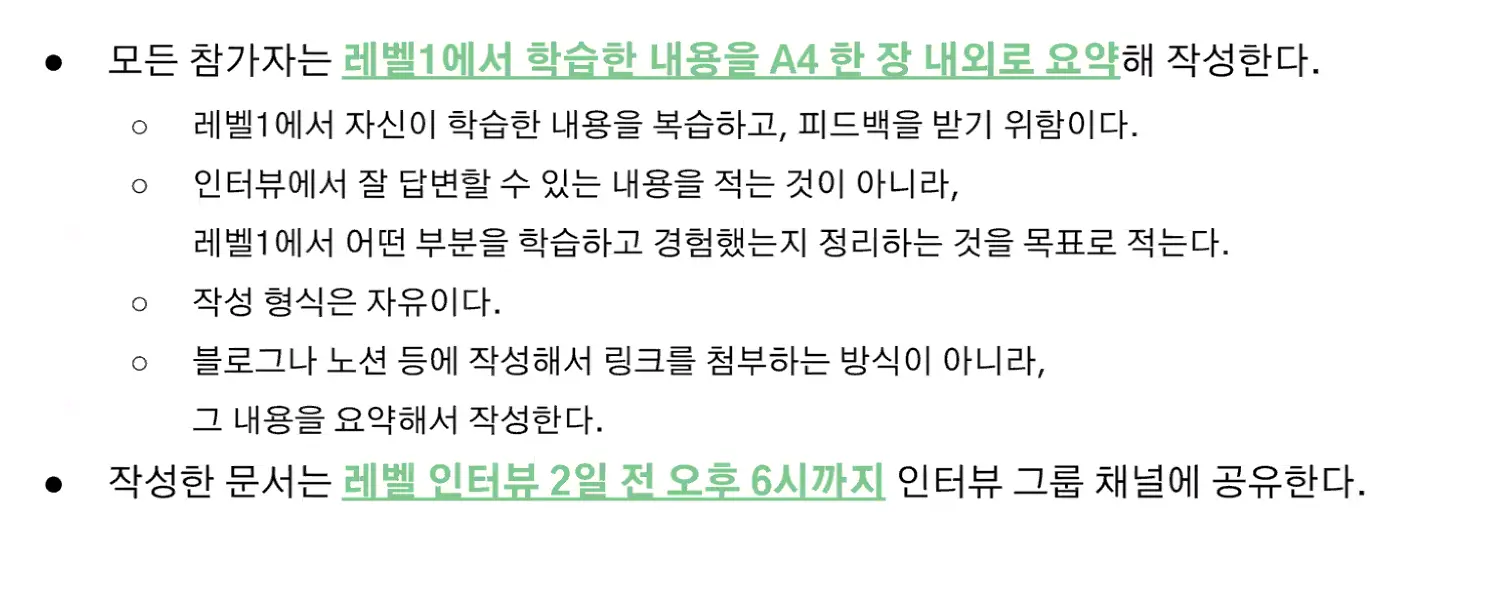 ● 모든 참가자는 레벨1에서 학습한 내용을 A4 한 장 내외로 요약해 작성한다.
○ 레벨1에서 자신이 학습한 내용을 복습하고, 피드백을 받기 위함이다.
○ 인터뷰에서 잘 답변할 수 있는 내용을 적는 것이 아니라,
레벨1에서 어떤 부분을 학습하고 경험했는지 정리하는 것을 목표로 적는다.
○ 작성 형식은 자유이다.
○ 블로그나 노션 등에 작성해서 링크를 첨부하는 방식이 아니라,
그 내용을 요약해서 작성한다.
● 작성한 문서는 레벨 인터뷰 2일 전 오후 6시까지 인터뷰 그룹 채널에 공유한다.